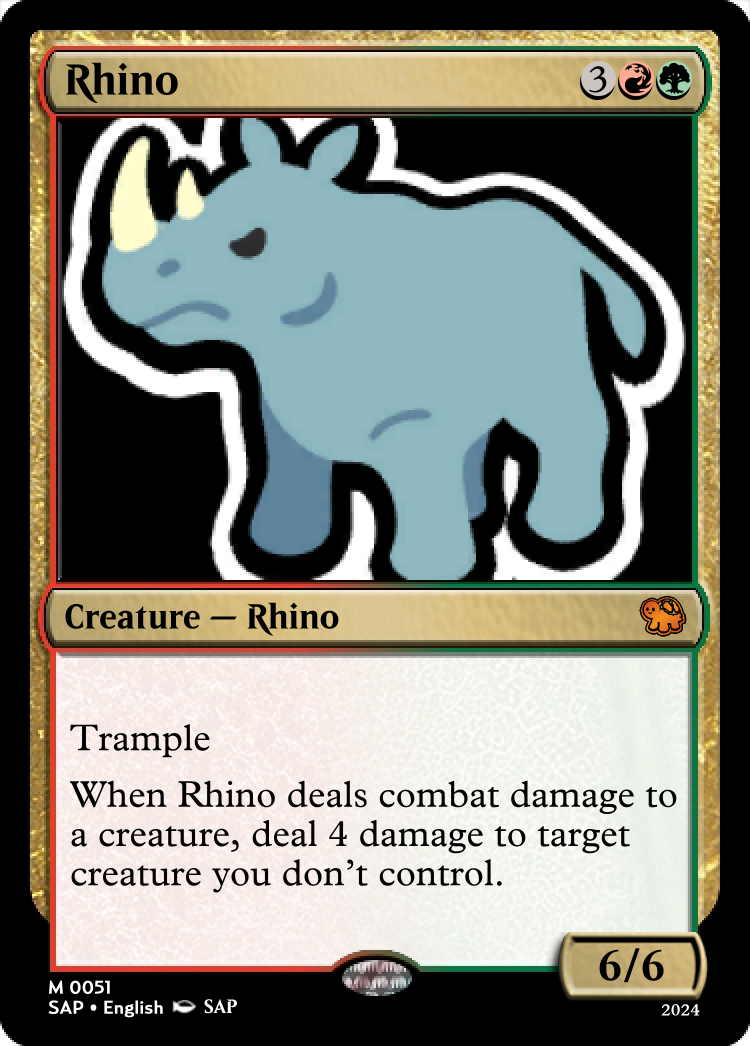 Rhino 3
Creature — Rhino
Trample
When Rhino deals combat damage to
a creature, deal 4 damage to target
creature you don't control.
6/6
M 0051
SAP • English SAP
2024